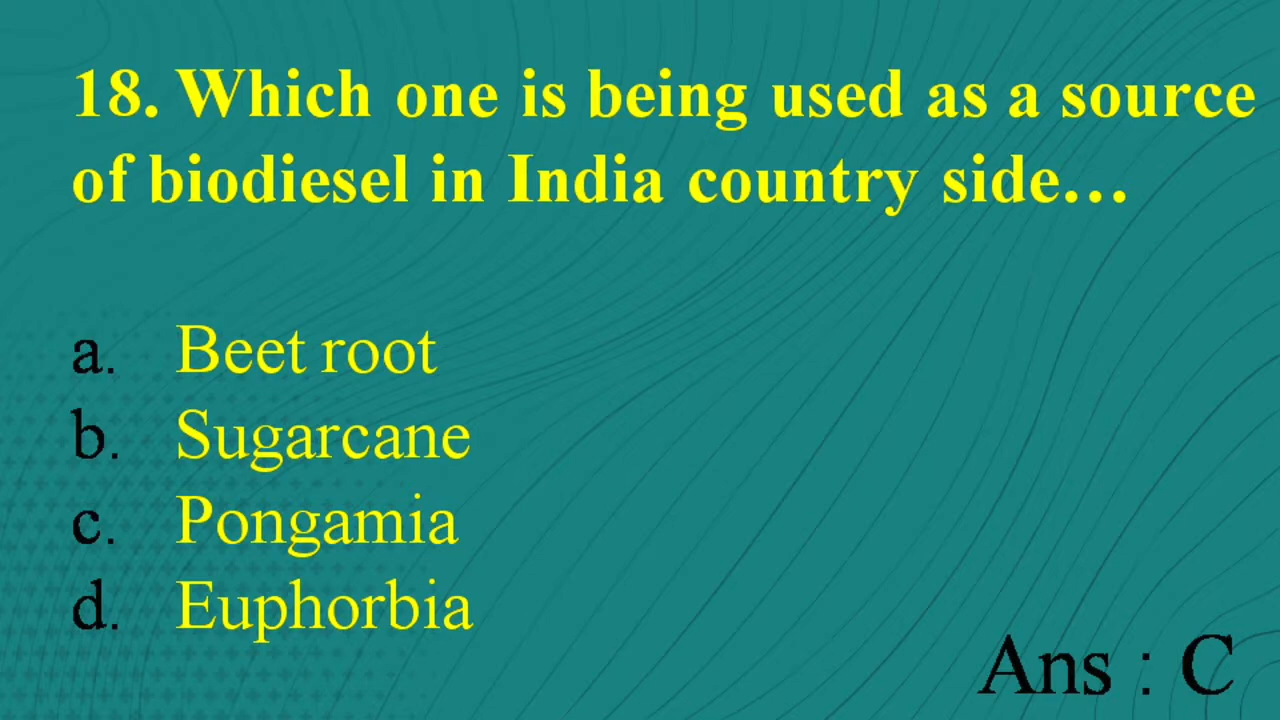 18. Which one is being used as a source
of biodiesel in India country side…
a. Beet root
b. Sugarcane
c. Pongamia
d. Euphorbia
Ans : C